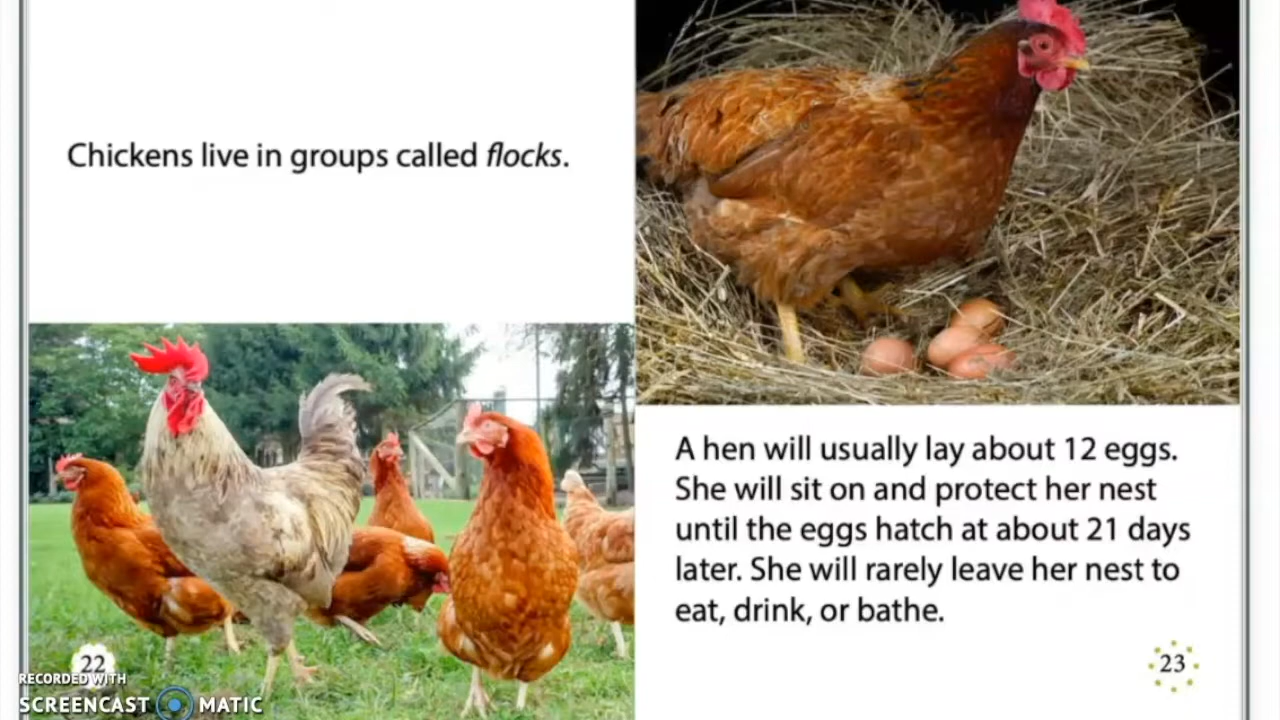 Chickens live in groups called flocks.
22
RECORDED WITH
SCREENCAST MATIC
A hen will usually lay about 12 eggs.
She will sit on and protect her nest
until the eggs hatch at about 21 days
later. She will rarely leave her nest to
eat, drink, or bathe.
23